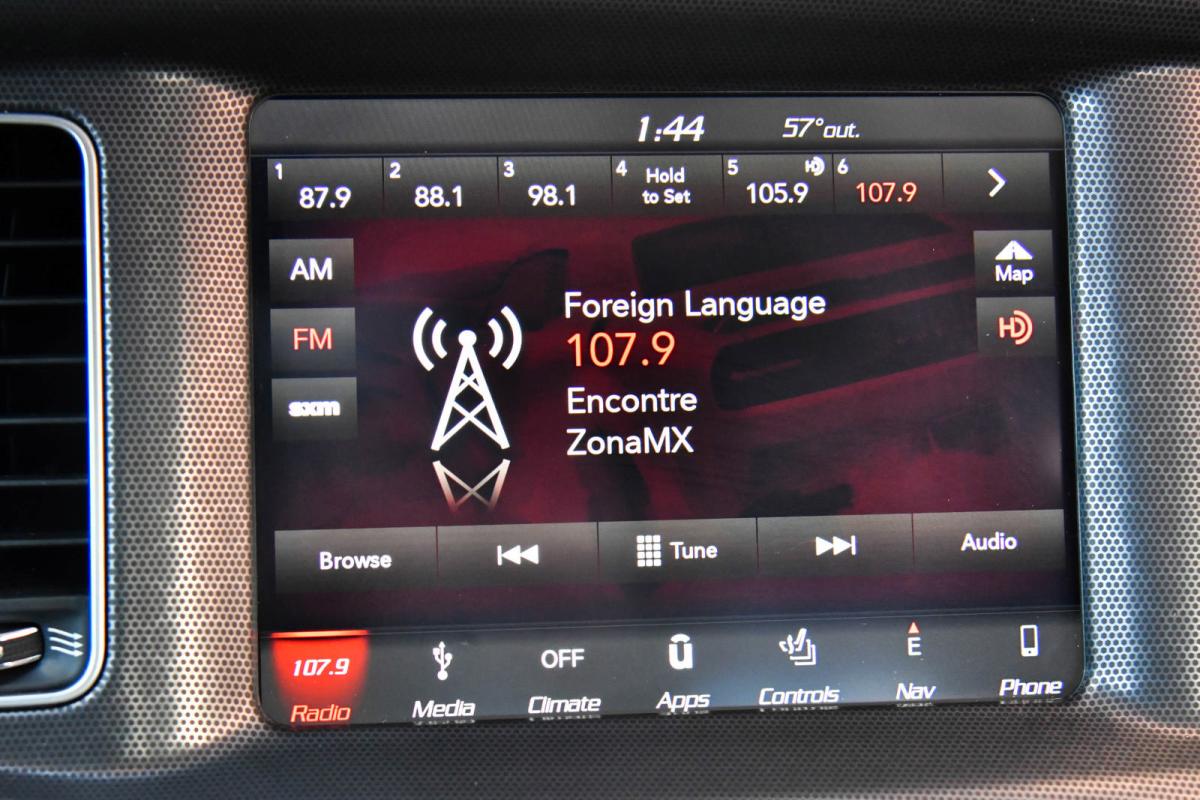 1:44 57°out.
1 87.9 2 88.1 3 98.1 4 Hold to Set 5 105.9 HD 6 107.9
AM
Map
FM
HD
sxm
Foreign Language
107.9
Encontre
ZonaMX
Browse Tune Audio
107.9 OFF E
Radio Media Climate Apps Controls Nav Phone